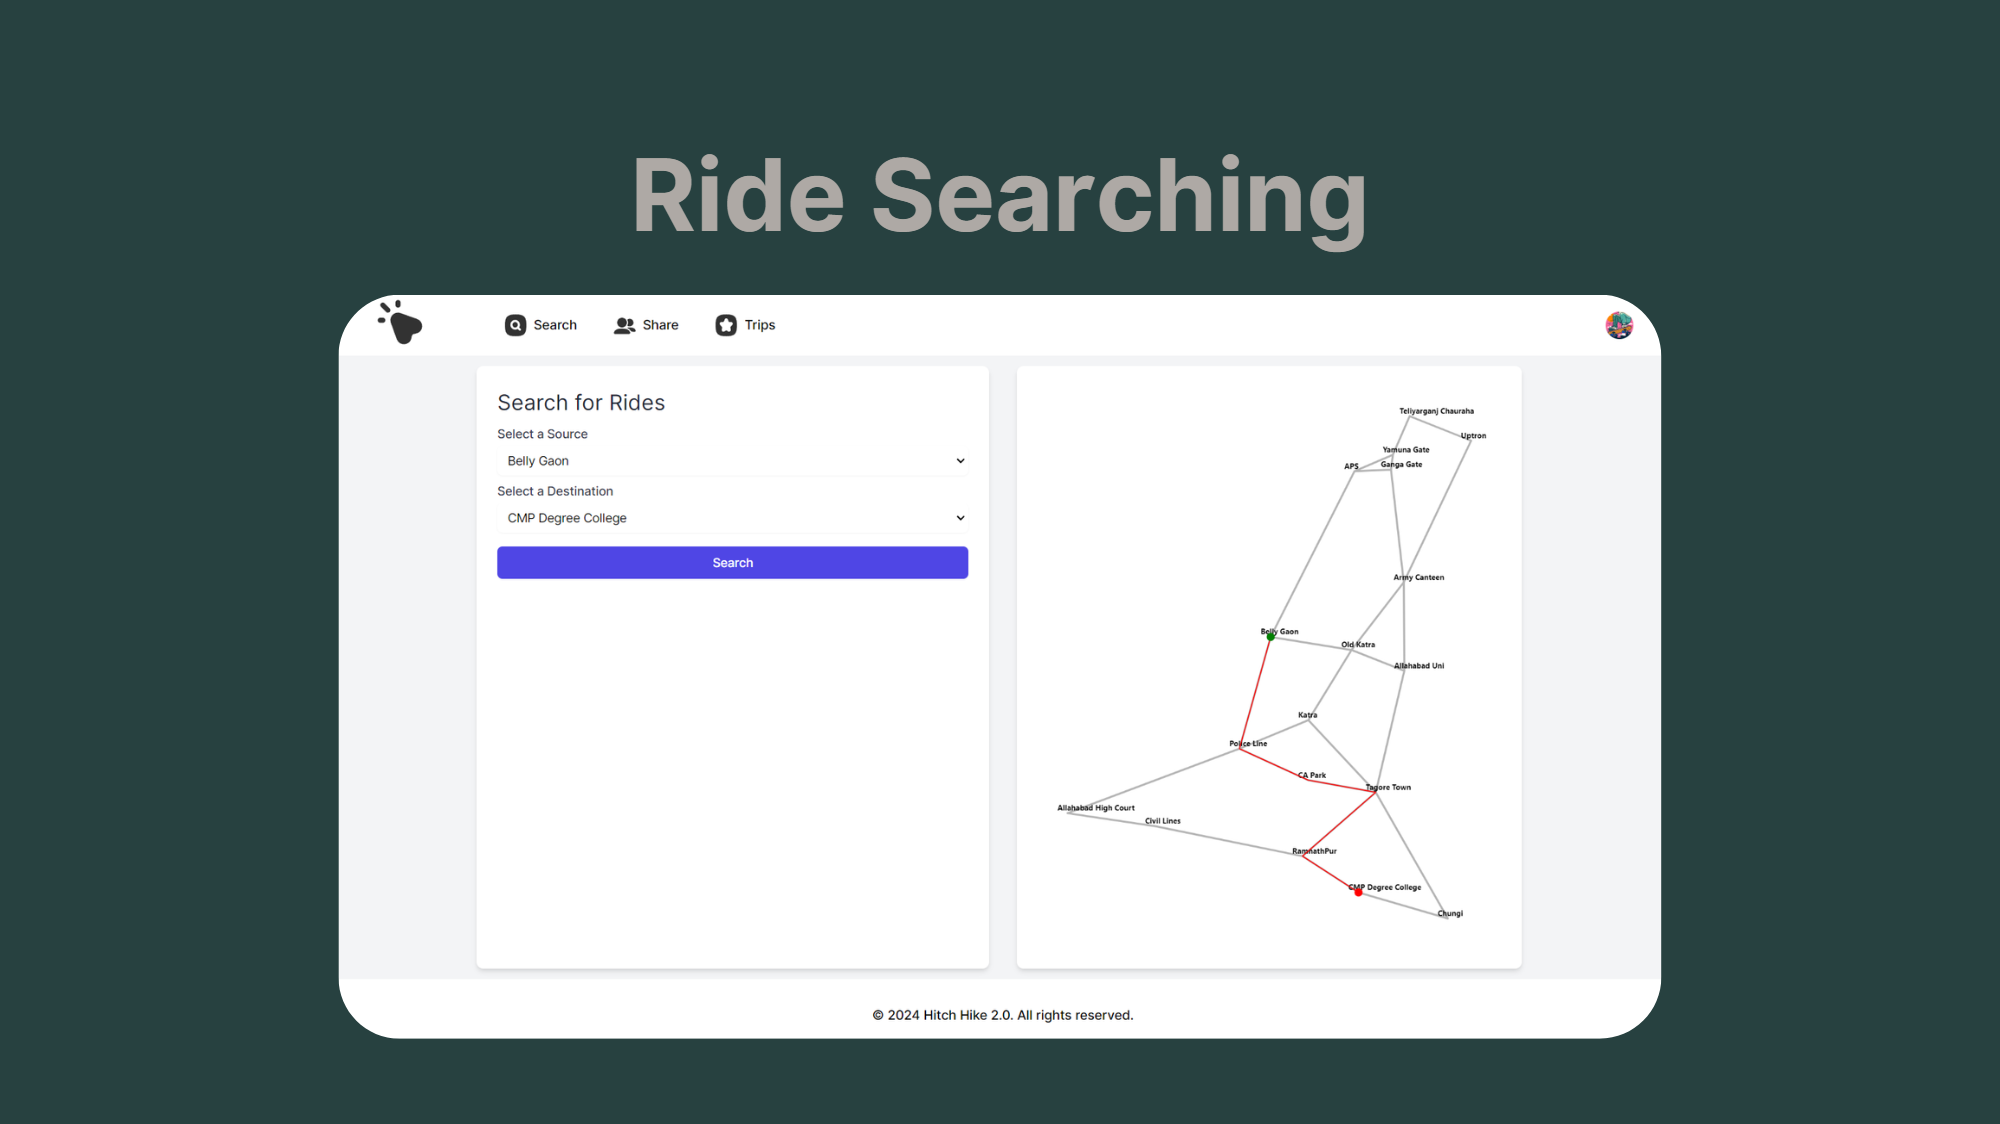 Ride Searching
Search
Share
Trips
Search for Rides
Select a Source
Belly Gaon
Select a Destination
CMP Degree College
Search
Teliyarganj Chauraha
Uptron
Yamuna Gate
Ganga Gate
APS
Army Canteen
Belly Gaon
Old Katra
Allahabad Uni
Katra
Police Line
CA Park
Tagore Town
Allahabad High Court
Civil Lines
RamnathPur
CMP Degree College
Chungi
© 2024 Hitch Hike 2.0. All rights reserved.